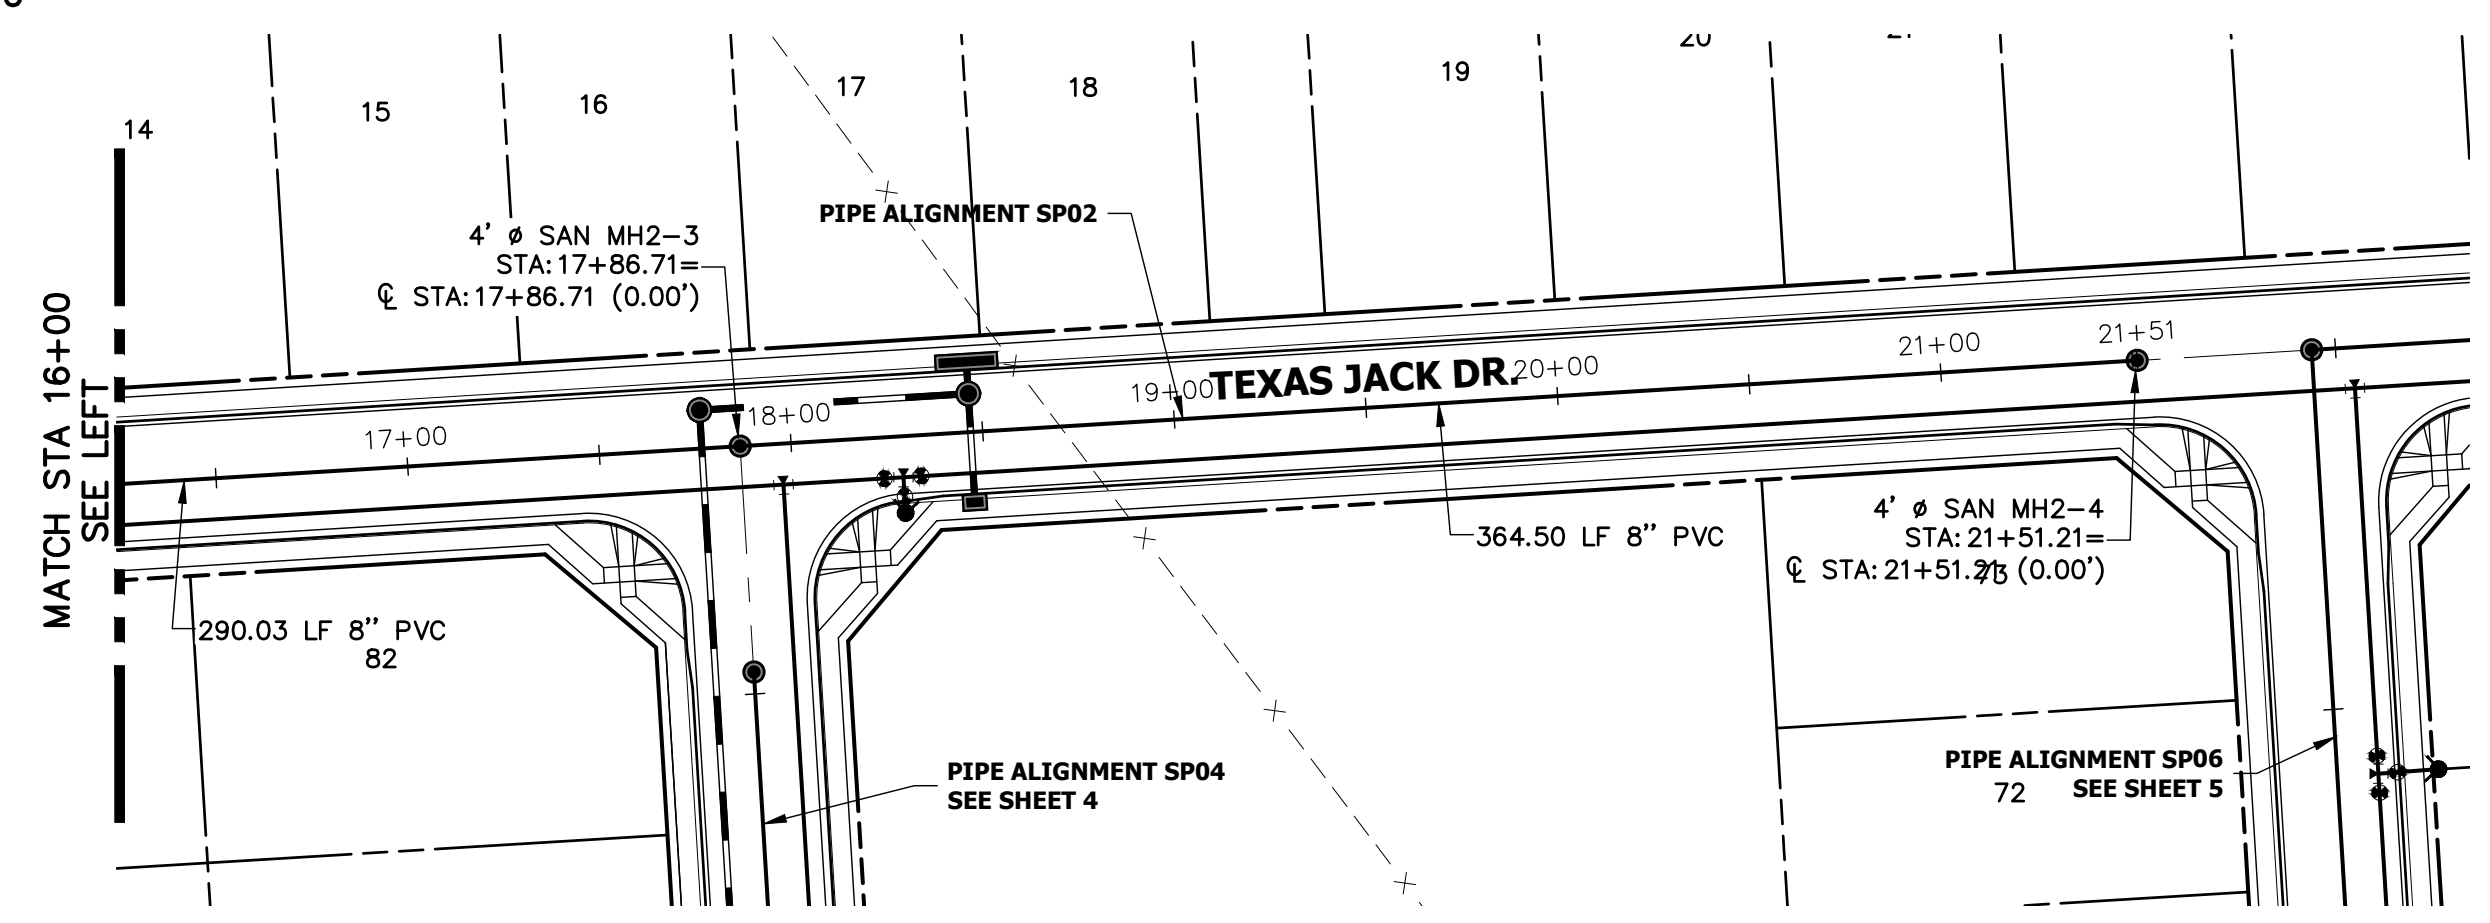 14
15
16
17
18
19
20
4' ø SAN MH2-3
STA:17+86.71=
℄ STA:17+86.71 (0.00')
PIPE ALIGNMENT SP02
MATCH STA 16+00
SEE LEFT
17+00
18+00
19+00
TEXAS JACK DR.
20+00
21+00
21+51
290.03 LF 8" PVC
82
364.50 LF 8" PVC
4' ø SAN MH2-4
STA:21+51.21=
℄ STA:21+51.21 (0.00')
73
PIPE ALIGNMENT SP04
SEE SHEET 4
PIPE ALIGNMENT SP06
SEE SHEET 5
72